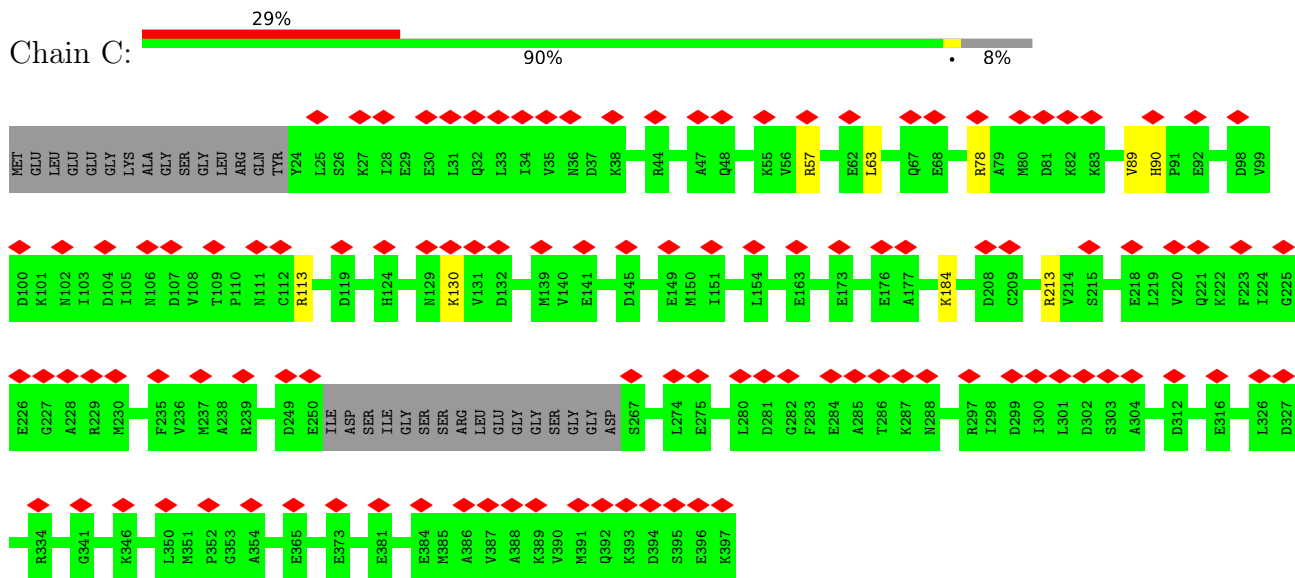 29%
Chain C:
90% • 8%
MET GLU LEU LEU GLU GLU GLY LYS ALA GLY SER GLY LEU ARG GLN TYR Y24 L25 S26 K27 I28 E29 E30 L31 Q32 L33 I34 V35 N36 D37 K38 R44 A47 Q48 K55 V56 R57 E62 L63 Q67 E68 R78 A79 M80 D81 K82 K83 V89 H90 P91 E92 D98 V99
D100 K101 N102 I103 D104 I105 N106 D107 V108 T109 P110 N111 C112 R113 D119 H124 N129 K130 V131 D132 M139 V140 E141 D145 E149 M150 I151 L154 E163 E173 E176 A177 K184 D208 C209 R213 V214 S215 E218 L219 V220 Q221 K222 F223 I224 G225
E226 G227 A228 R229 M230 F235 V236 M237 A238 R239 D249 E250 ILE ASP SER ILE GLY SER SER ARG LEU GLU GLY GLY SER GLY GLY ASP S267 L274 E275 L280 D281 G282 F283 E284 A285 T286 K287 N288 R297 I298 D299 I300 L301 D302 S303 A304 D312 E316 L326 D327
R334 G341 K346 L350 M351 P352 G353 A354 E365 E373 E381 E384 M385 A386 V387 A388 K389 V390 M391 Q392 K393 D394 S395 E396 K397